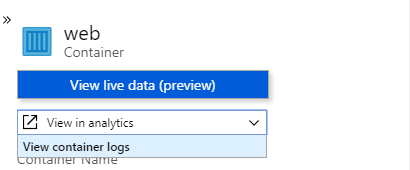 »
web
Container
View live data (preview)
View in analytics
View container logs
Container Name